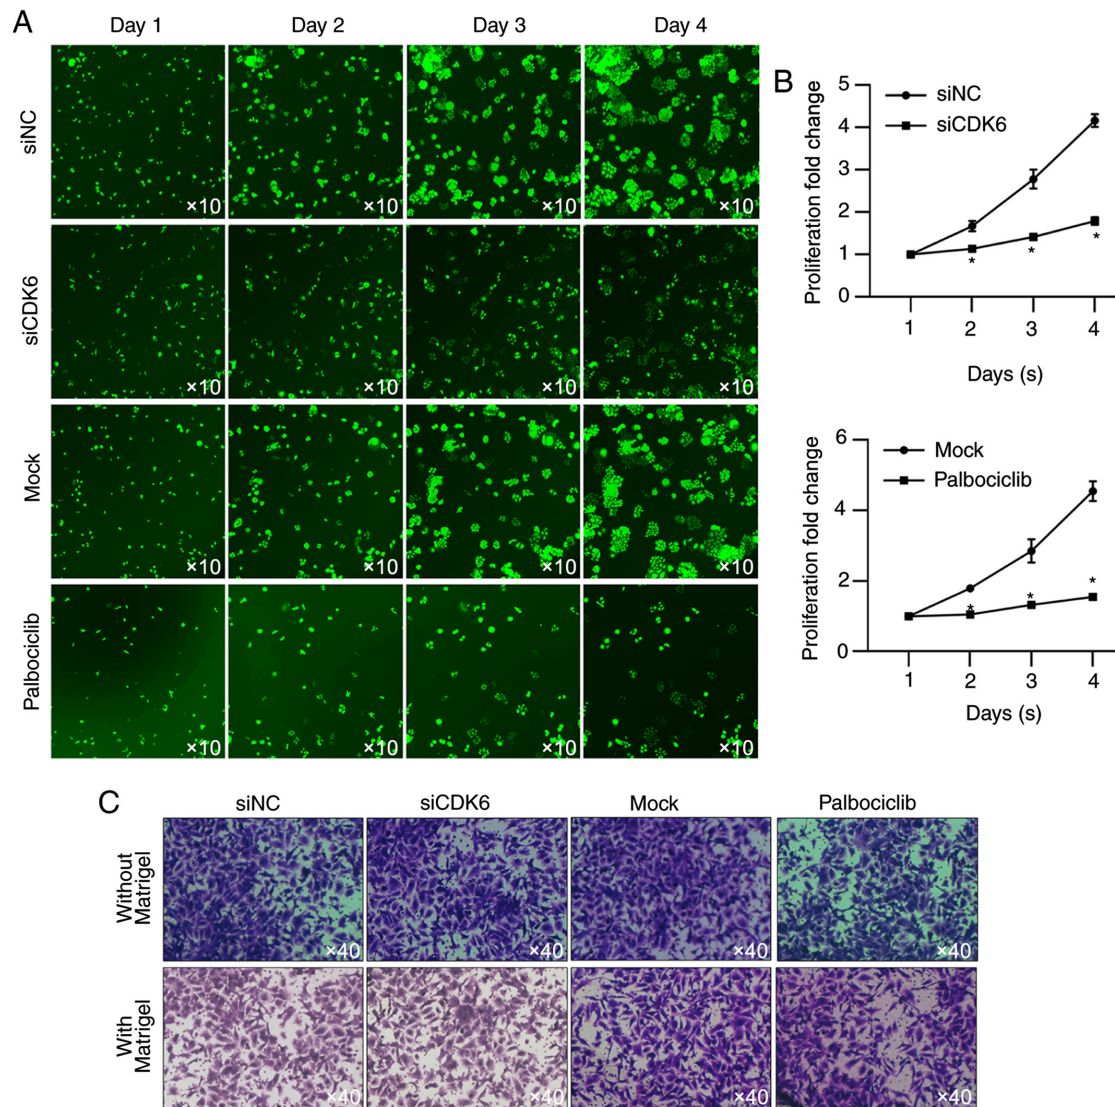 A
Day 1 Day 2 Day 3 Day 4
siNC
×10 ×10 ×10 ×10
siCDK6
×10 ×10 ×10 ×10
Mock
×10 ×10 ×10 ×10
Palbociclib
×10 ×10 ×10 ×10
B
Proliferation fold change
5
4
3
2
1
0
siNC
siCDK6
* * *
1 2 3 4
Days (s)
Proliferation fold change
6
4
2
0
Mock
Palbociclib
* * *
1 2 3 4
Days (s)
C
siNC siCDK6 Mock Palbociclib
Without
Matrigel
×40 ×40 ×40 ×40
With
Matrigel
×40 ×40 ×40 ×40